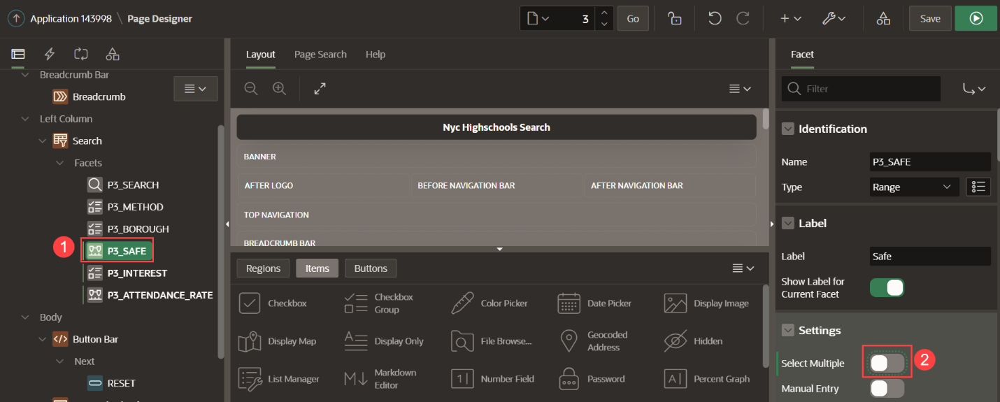 Application 143998 \ Page Designer
3
Go
Save
Breadcrumb Bar
Breadcrumb
Left Column
Search
Facets
P3_SEARCH
P3_METHOD
P3_BOROUGH
1
P3_SAFE
P3_INTEREST
P3_ATTENDANCE_RATE
Body
Button Bar
Next
RESET
Layout
Page Search
Help
Nyc Highschools Search
BANNER
AFTER LOGO
BEFORE NAVIGATION BAR
AFTER NAVIGATION BAR
TOP NAVIGATION
BREADCRUMB BAR
Regions
Items
Buttons
Checkbox
Checkbox
Group
Color Picker
Date Picker
Display Image
Display Map
Display Only
File Browse...
Geocoded
Address
Hidden
List Manager
Markdown
Editor
Number Field
Password
Percent Graph
Facet
Filter
Identification
Name
P3_SAFE
Type
Range
Label
Label
Safe
Show Label for
Current Facet
Settings
Select Multiple
2
Manual Entry